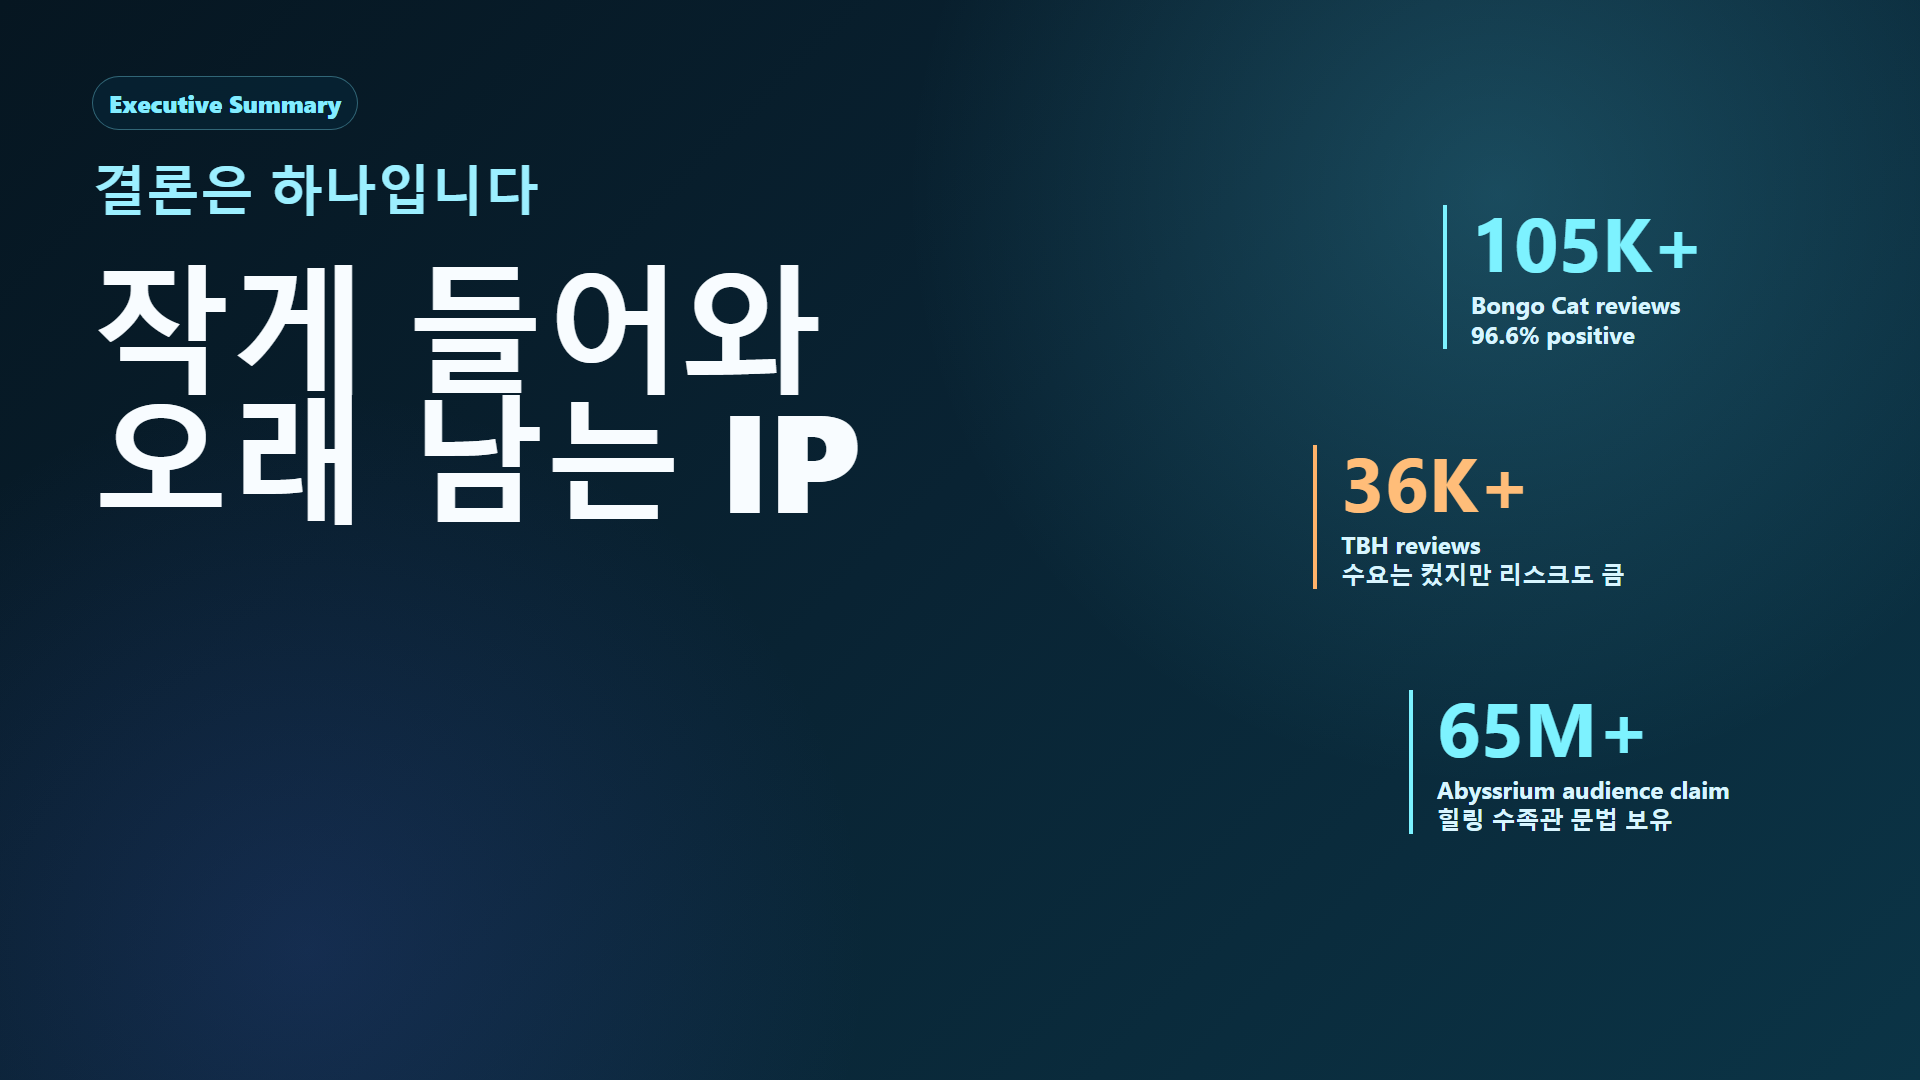 Executive Summary
결론은 하나입니다
작게 들어와
오래 남는 IP
105K+
Bongo Cat reviews
96.6% positive
36K+
TBH reviews
수요는 컸지만 리스크도 큼
65M+
Abyssrium audience claim
힐링 수족관 문법 보유